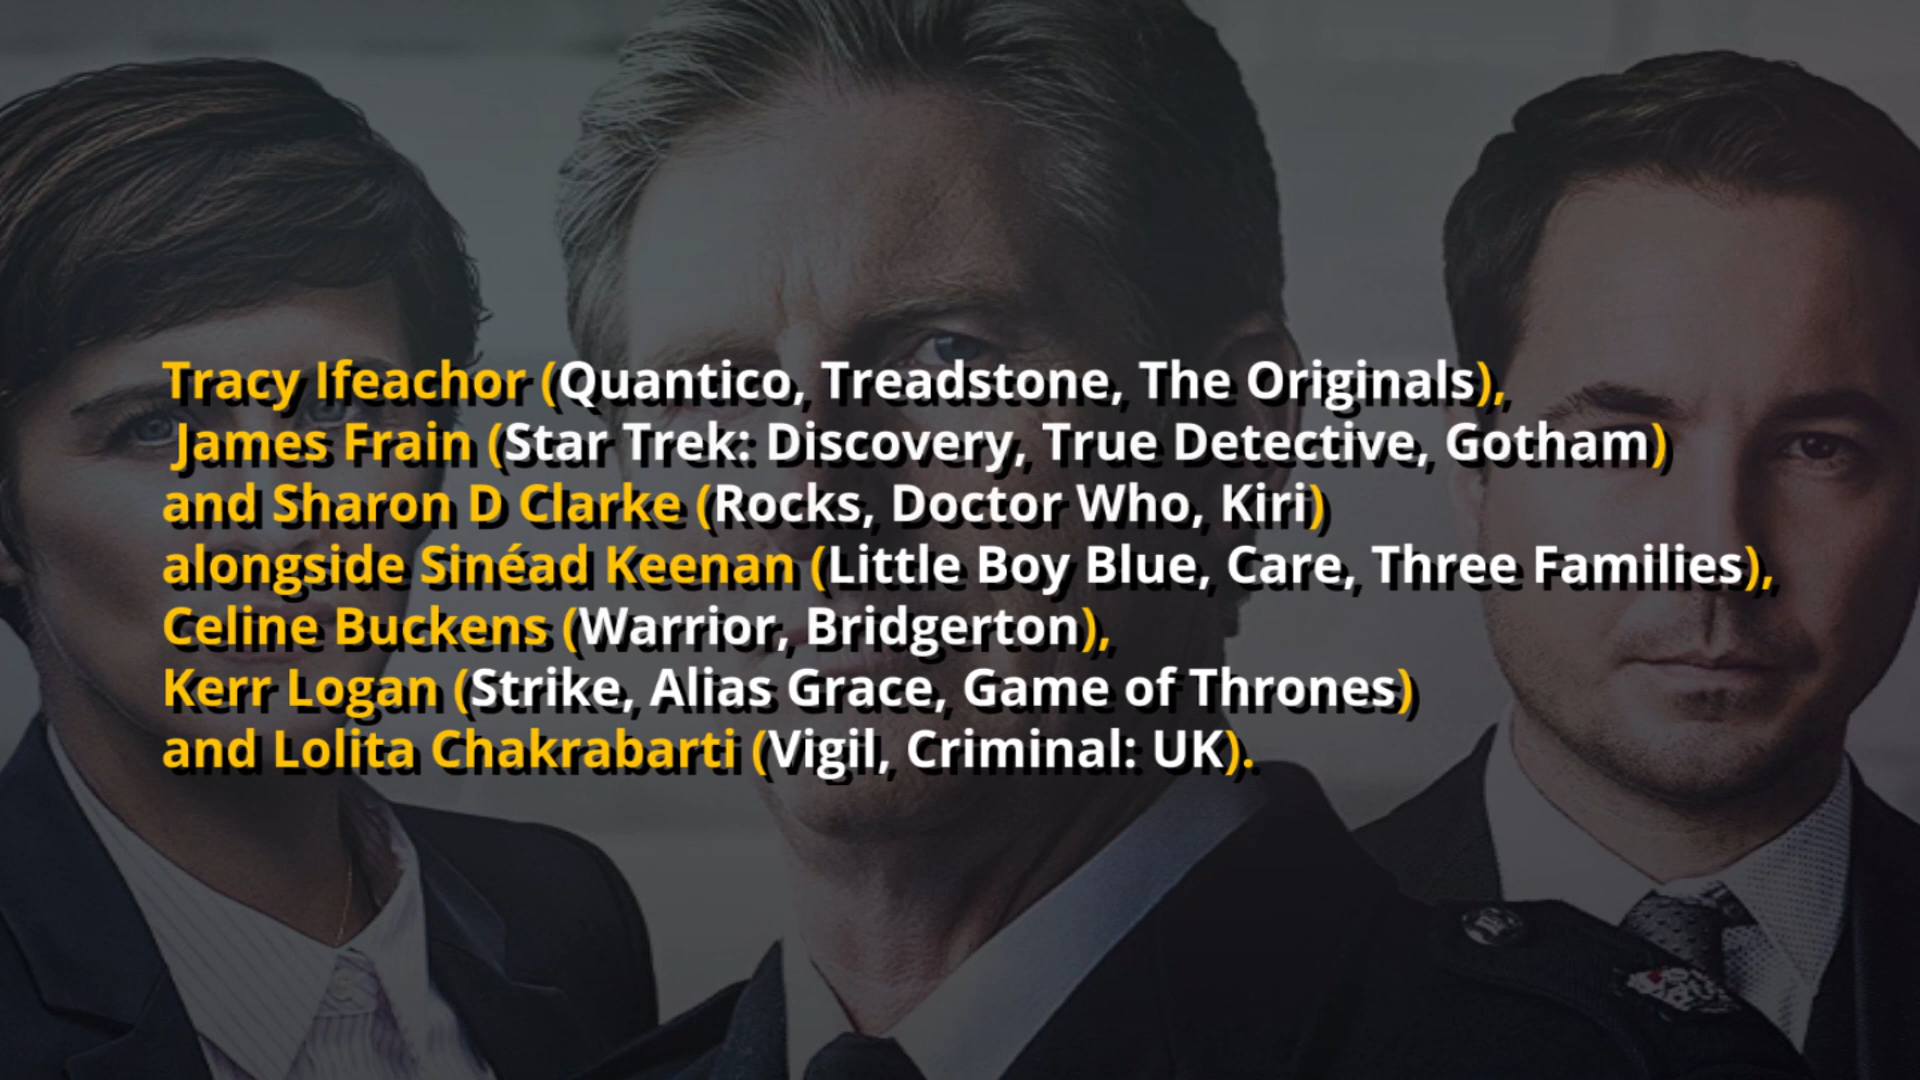 Tracy Ifeachor (Quantico, Treadstone, The Originals),
James Frain (Star Trek: Discovery, True Detective, Gotham)
and Sharon D Clarke (Rocks, Doctor Who, Kiri)
alongside Sinéad Keenan (Little Boy Blue, Care, Three Families),
Celine Buckens (Warrior, Bridgerton),
Kerr Logan (Strike, Alias Grace, Game of Thrones)
and Lolita Chakrabarti (Vigil, Criminal: UK).